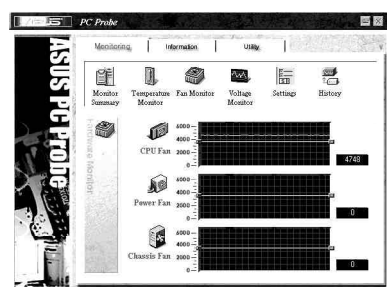 ASUS PC Probe
Monitoring Information Utility
ASUS PC Probe
Monitor Summary
Temperature Monitor
Fan Monitor
Voltage Monitor
Settings
History
Hardware Monitor
CPU Fan
6000
4000
2000
0
4748
Power Fan
6000
4000
2000
0
0
Chassis Fan
6000
4000
2000
0
0